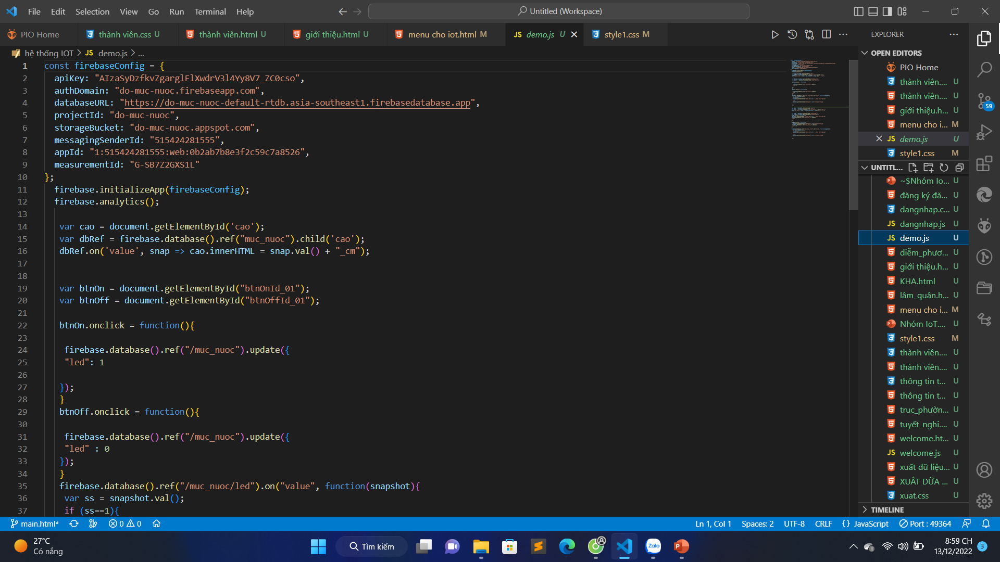 File Edit Selection View Go Run Terminal Help
Untitled (Workspace)
PIO Home
thành viên.css U
thành viên.html U
giới thiệu.html U
menu cho iot.html M
JS demo.js U
style1.css M
EXPLORER
hệ thống IOT > JS demo.js > ...
1 const firebaseConfig = {
2 apiKey: "AIzaSyDzfkvZgarglFlXwdrV3l4Yy8V7_ZC0cso",
3 authDomain: "do-muc-nuoc.firebaseapp.com",
4 databaseURL: "https://do-muc-nuoc-default-rtdb.asia-southeast1.firebasedatabase.app",
5 projectId: "do-muc-nuoc",
6 storageBucket: "do-muc-nuoc.appspot.com",
7 messagingSenderId: "515424281555",
8 appId: "1:515424281555:web:0b2ab7b8e3f2c59c7a8526",
9 measurementId: "G-SB7Z2GXS1L"
10 };
11 firebase.initializeApp(firebaseConfig);
12 firebase.analytics();
13
14 var cao = document.getElementById('cao');
15 var dbRef = firebase.database().ref("muc_nuoc").child('cao');
16 dbRef.on('value', snap => cao.innerHTML = snap.val() + "_cm");
17
18
19 var btnOn = document.getElementById("btnOnId_01");
20 var btnOff = document.getElementById("btnOffId_01");
21
22 btnOn.onclick = function(){
23
24 firebase.database().ref("/muc_nuoc").update({
25 "led": 1
26
27 });
28 }
29 btnOff.onclick = function(){
30
31 firebase.database().ref("/muc_nuoc").update({
32 "led" : 0
33 });
34 }
35 firebase.database().ref("/muc_nuoc/led").on("value", function(snapshot){
36 var ss = snapshot.val();
37 if (ss==1){
OPEN EDITORS
PIO Home
thành viên.... U
thành viên.... U
giới thiệu.h... U
menu cho i... M
JS demo.js U
style1.css M
UNTITL...
~$Nhóm Io... U
đăng ký đă... U
dangnhap.c... U
JS dangnhap.js U
JS demo.js U
diễm_phươ... U
giới thiệu.h... U
KHA.html U
lâm_quân.h... U
menu cho i... M
Nhóm IoT.... U
style1.css M
thành viên.... U
thành viên.... U
thông tin t... U
thông tin t... U
truc_phườn... U
tuyết_nghi.... U
welcome.ht... U
JS welcome.js U
xuất dữ liệu... U
XUẤT DỮA ... U
xuat.css U
TIMELINE
59
main.html* 0 0
Ln 1, Col 1 Spaces: 2 UTF-8 CRLF {} JavaScript Port : 49364
27°C
Có nắng
Tìm kiếm
Zalo
8:59 CH
13/12/2022
3